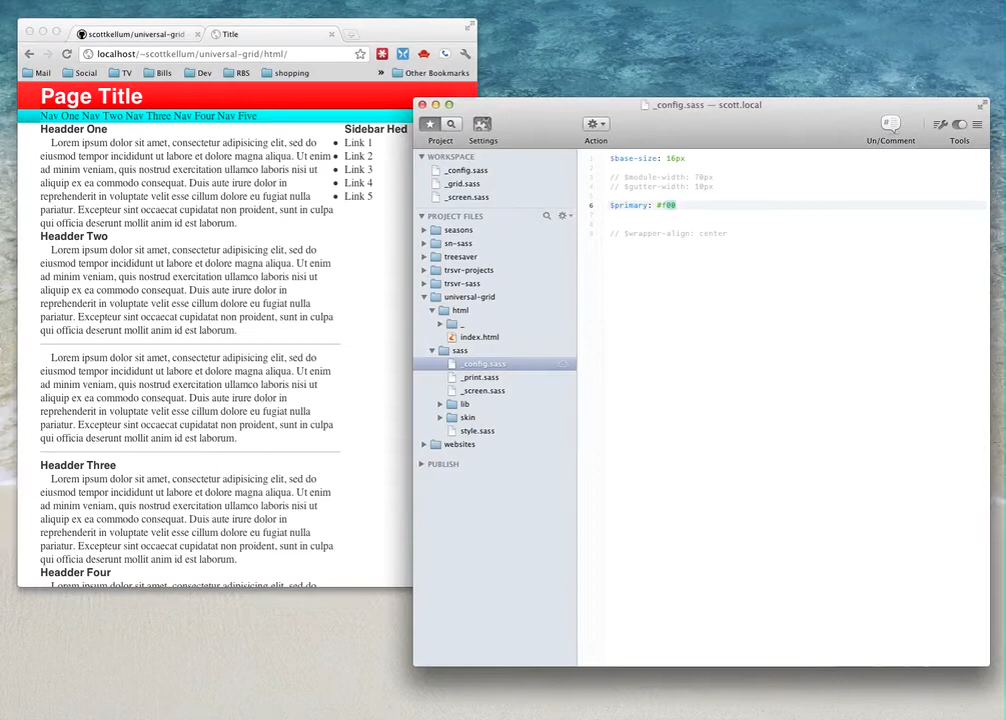 scottkellum/universal-grid
Title
localhost/~scottkellum/universal-grid/html/
Mail
Social
TV
Bills
Dev
RBS
shopping
»
Other Bookmarks
Page Title
Nav One Nav Two Nav Three Nav Four Nav Five
Headder One
Lorem ipsum dolor sit amet, consectetur adipisicing elit, sed do
eiusmod tempor incididunt ut labore et dolore magna aliqua. Ut enim
ad minim veniam, quis nostrud exercitation ullamco laboris nisi ut
aliquip ex ea commodo consequat. Duis aute irure dolor in
reprehenderit in voluptate velit esse cillum dolore eu fugiat nulla
pariatur. Excepteur sint occaecat cupidatat non proident, sunt in culpa
qui officia deserunt mollit anim id est laborum.
Sidebar Hed
• Link 1
• Link 2
• Link 3
• Link 4
• Link 5
Headder Two
Lorem ipsum dolor sit amet, consectetur adipisicing elit, sed do
eiusmod tempor incididunt ut labore et dolore magna aliqua. Ut enim
ad minim veniam, quis nostrud exercitation ullamco laboris nisi ut
aliquip ex ea commodo consequat. Duis aute irure dolor in
reprehenderit in voluptate velit esse cillum dolore eu fugiat nulla
pariatur. Excepteur sint occaecat cupidatat non proident, sunt in culpa
qui officia deserunt mollit anim id est laborum.
Lorem ipsum dolor sit amet, consectetur adipisicing elit, sed do
eiusmod tempor incididunt ut labore et dolore magna aliqua. Ut enim
ad minim veniam, quis nostrud exercitation ullamco laboris nisi ut
aliquip ex ea commodo consequat. Duis aute irure dolor in
reprehenderit in voluptate velit esse cillum dolore eu fugiat nulla
pariatur. Excepteur sint occaecat cupidatat non proident, sunt in culpa
qui officia deserunt mollit anim id est laborum.
Headder Three
Lorem ipsum dolor sit amet, consectetur adipisicing elit, sed do
eiusmod tempor incididunt ut labore et dolore magna aliqua. Ut enim
ad minim veniam, quis nostrud exercitation ullamco laboris nisi ut
aliquip ex ea commodo consequat. Duis aute irure dolor in
reprehenderit in voluptate velit esse cillum dolore eu fugiat nulla
pariatur. Excepteur sint occaecat cupidatat non proident, sunt in culpa
qui officia deserunt mollit anim id est laborum.
Headder Four
Lorem ipsum dolor sit amet, consectetur adipisicing elit, sed do
_config.sass — scott.local
Project
Settings
Action
Un/Comment
Tools
WORKSPACE
_config.sass
_grid.sass
_screen.sass
PROJECT FILES
seasons
sn-sass
treesaver
trsvr-projects
trsvr-sass
universal-grid
html
_
index.html
sass
_config.sass
_print.sass
_screen.sass
lib
skin
style.sass
websites
PUBLISH
1 $base-size: 16px
2
3 // $module-width: 70px
4 // $gutter-width: 10px
5
6 $primary: #f00
7
8
9 // $wrapper-align: center